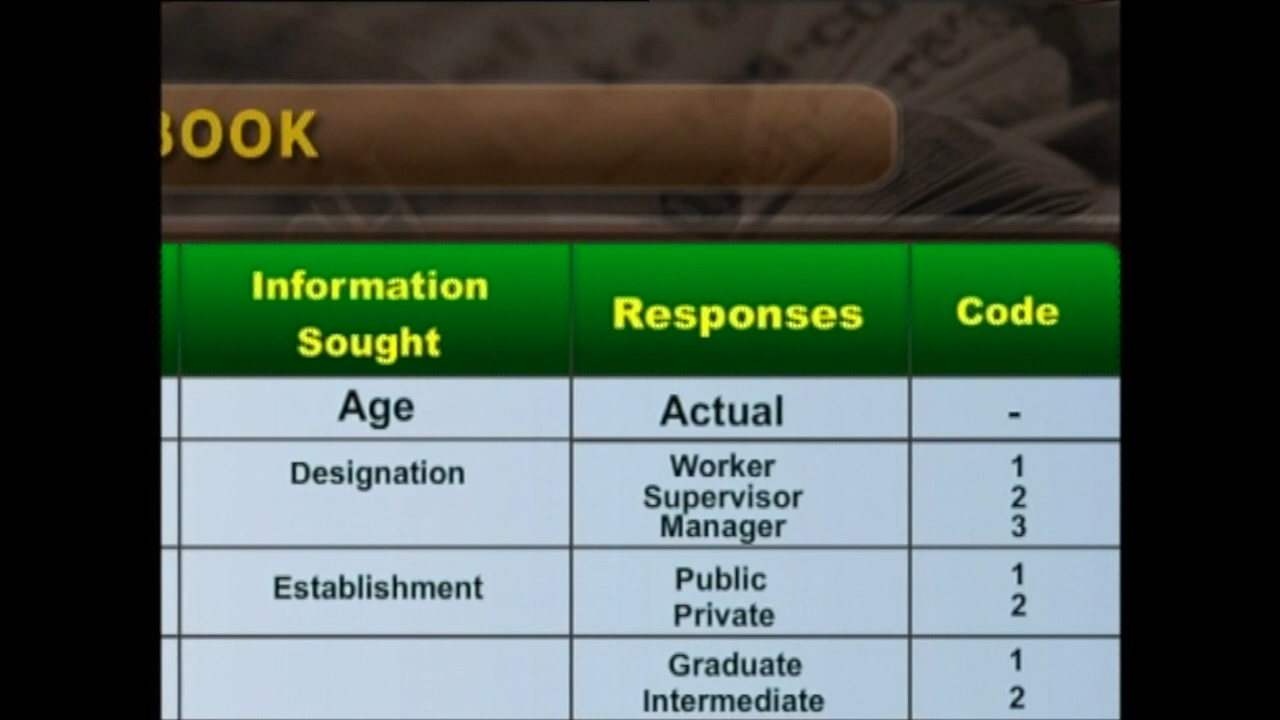 BOOK
Information Sought Responses Code
Age Actual -
Designation Worker 1
Supervisor 2
Manager 3
Establishment Public 1
Private 2
Graduate 1
Intermediate 2